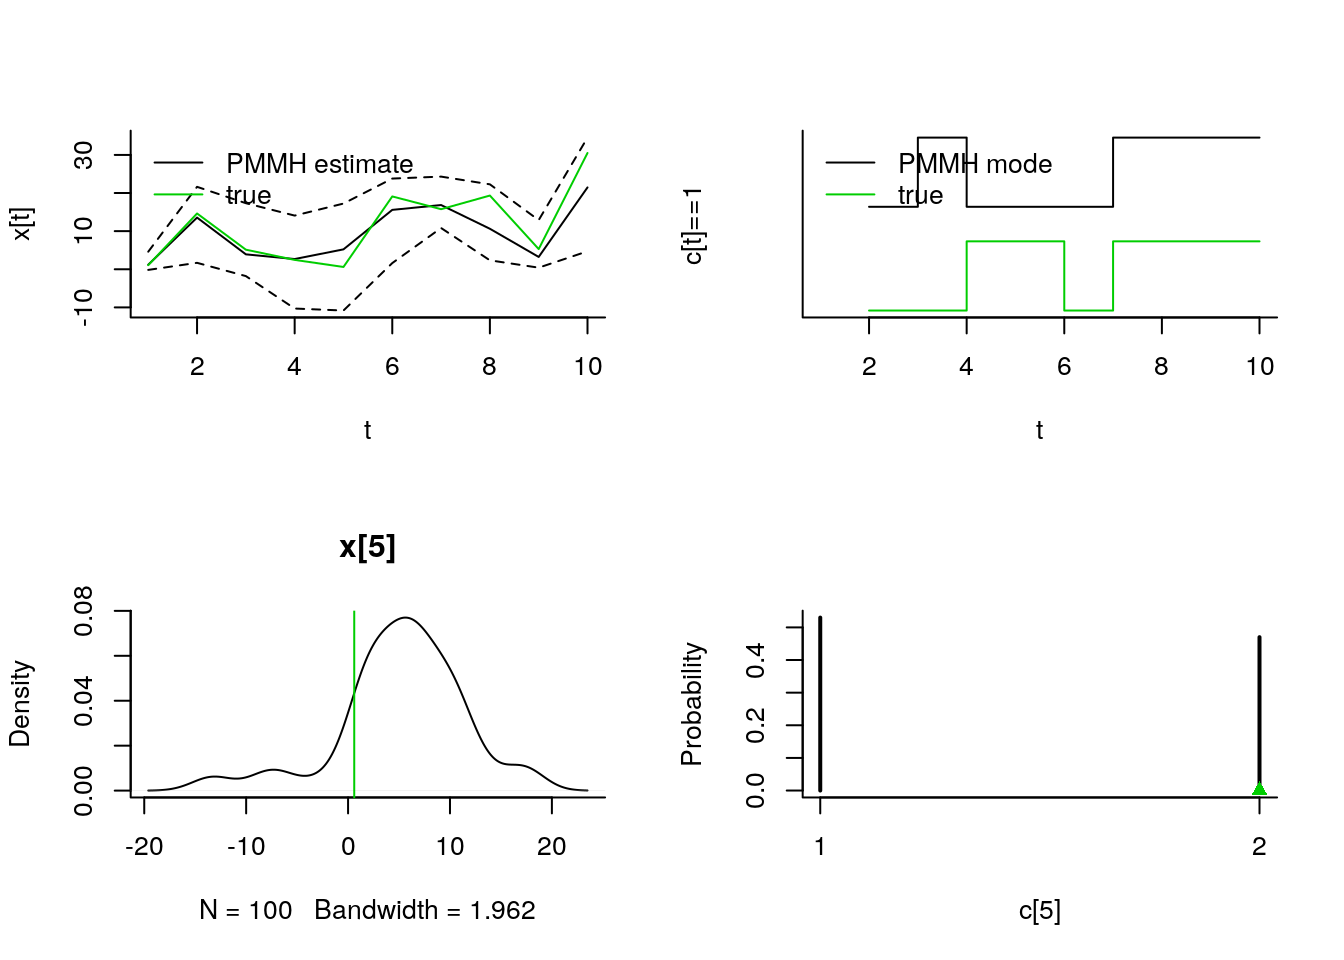 x[t]
30
10
-10
PMMH estimate
true
2 4 6 8 10
t
c[t]==1
PMMH mode
true
2 4 6 8 10
t
x[5]
Density
0.08
0.04
0.00
-20 -10 0 10 20
N = 100 Bandwidth = 1.962
Probability
0.4
0.2
0.0
1 2
c[5]